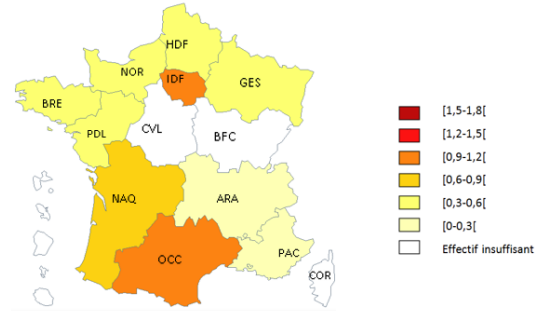 HDF
NOR
IDF
GES
BRE
PDL
CVL
BFC
NAQ
ARA
OCC
PAC
COR
[1,5-1,8[
[1,2-1,5[
[0,9-1,2[
[0,6-0,9[
[0,3-0,6[
[0-0,3[
Effectif insuffisant